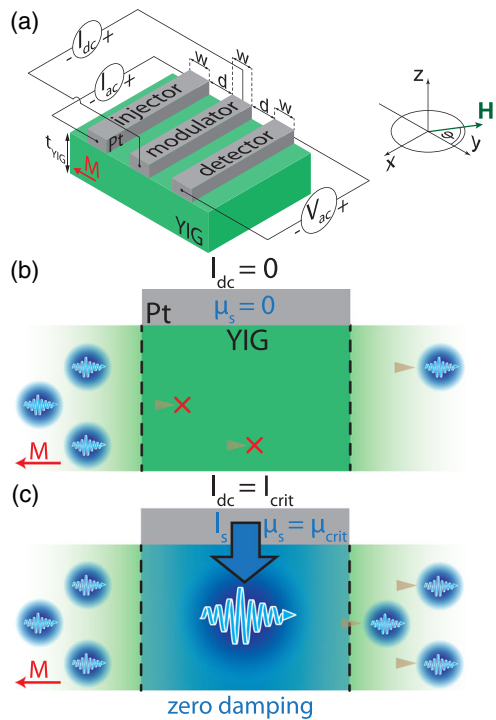 (a)
I_dc
- +
I_ac
- +
w
d
w
d
w
injector
modulator
detector
Pt
t_YIG
M
YIG
V_ac
- +
z
H
φ
x
y
(b)
I_dc = 0
Pt
μ_s = 0
YIG
M
(c)
I_dc = I_crit
I_s
μ_s = μ_crit
M
zero damping